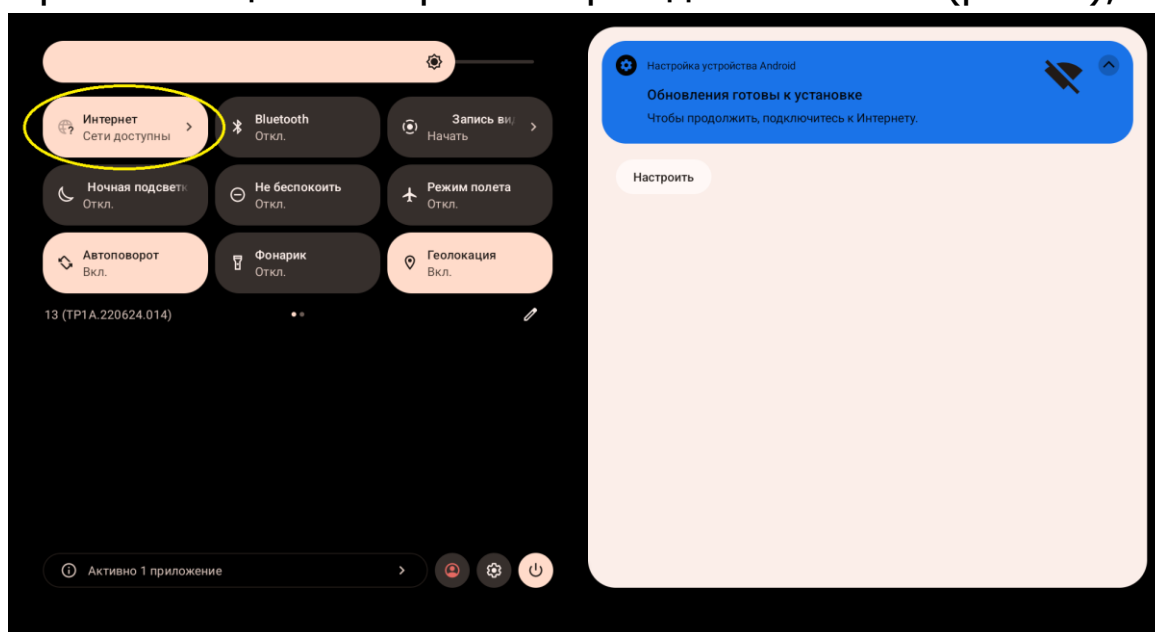 Интернет
Сети доступны
Bluetooth
Откл.
Запись ви
Начать
Ночная подсветк
Откл.
Не беспокоить
Откл.
Режим полета
Откл.
Автоповорот
Вкл.
Фонарик
Откл.
Геолокация
Вкл.
13 (TP1A.220624.014)
Активно 1 приложение
Настройка устройства Android
Обновления готовы к установке
Чтобы продолжить, подключитесь к Интернету.
Настроить